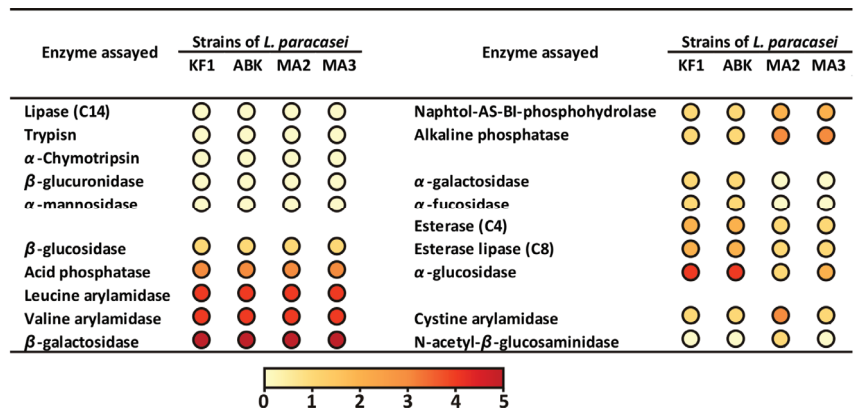 Enzyme assayed
Strains of L. paracasei
KF1 ABK MA2 MA3
Lipase (C14)
Trypisn
α-Chymotripsin
β-glucuronidase
α-mannosidase
β-glucosidase
Acid phosphatase
Leucine arylamidase
Valine arylamidase
β-galactosidase
Enzyme assayed
Strains of L. paracasei
KF1 ABK MA2 MA3
Naphtol-AS-BI-phosphohydrolase
Alkaline phosphatase
α-galactosidase
α-fucosidase
Esterase (C4)
Esterase lipase (C8)
α-glucosidase
Cystine arylamidase
N-acetyl-β-glucosaminidase
0 1 2 3 4 5